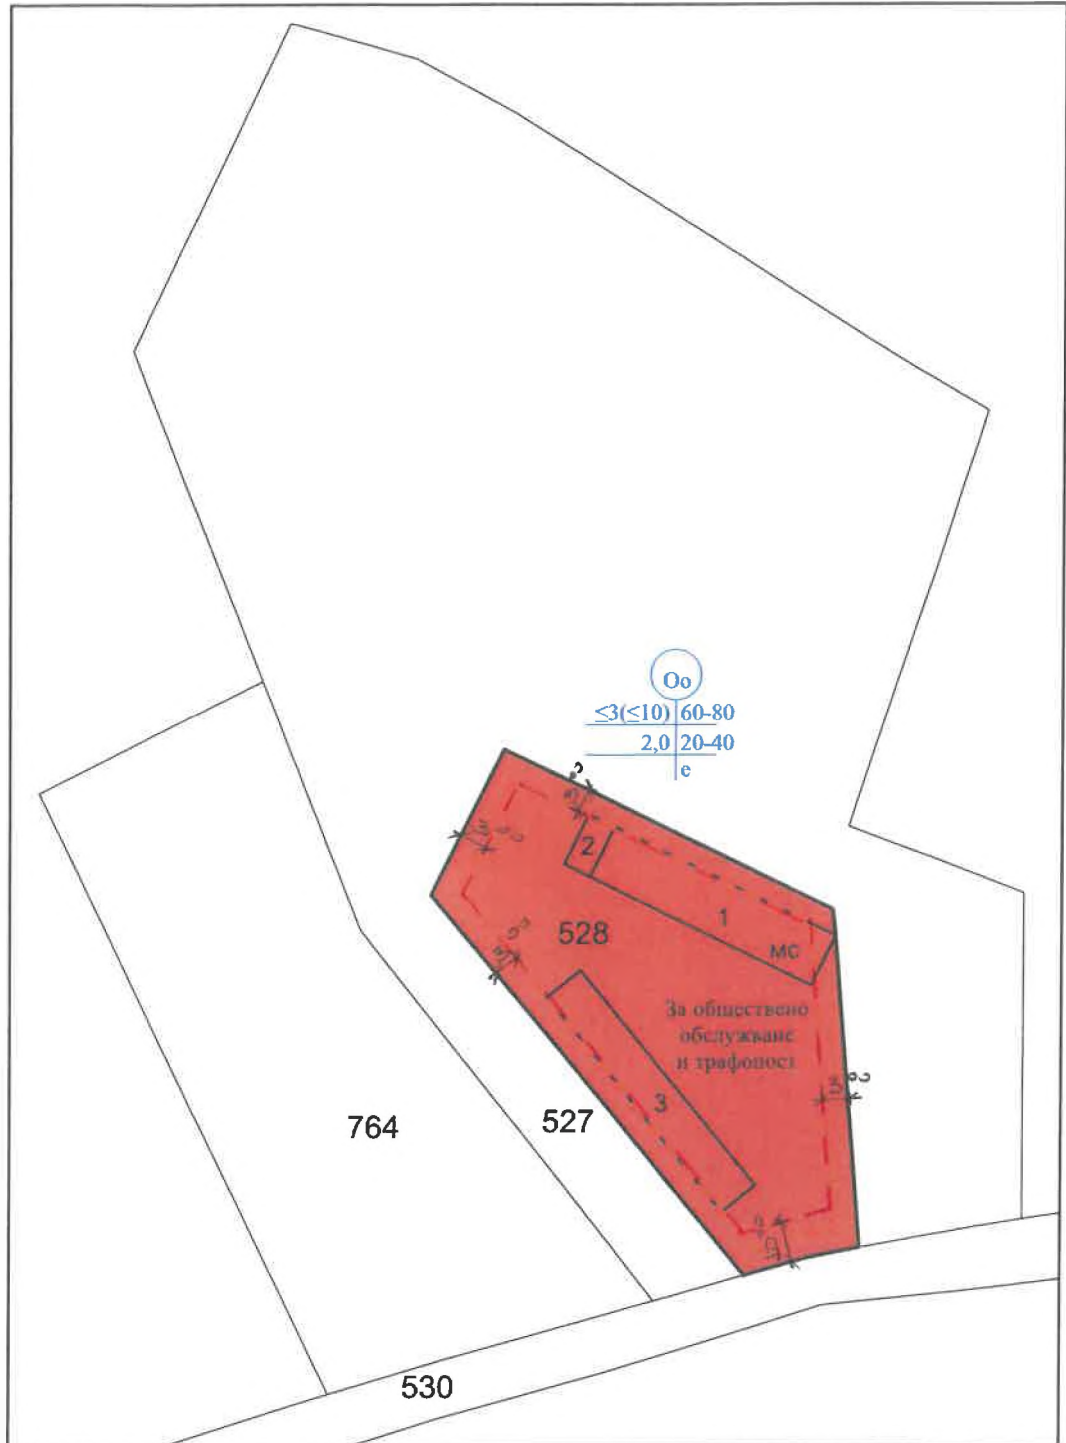 Оо
≤3(≤10) 60-80
2,0 20-40
е
2
1
МС
528
За обществено
обслужване
и трафопост
3
764
527
530